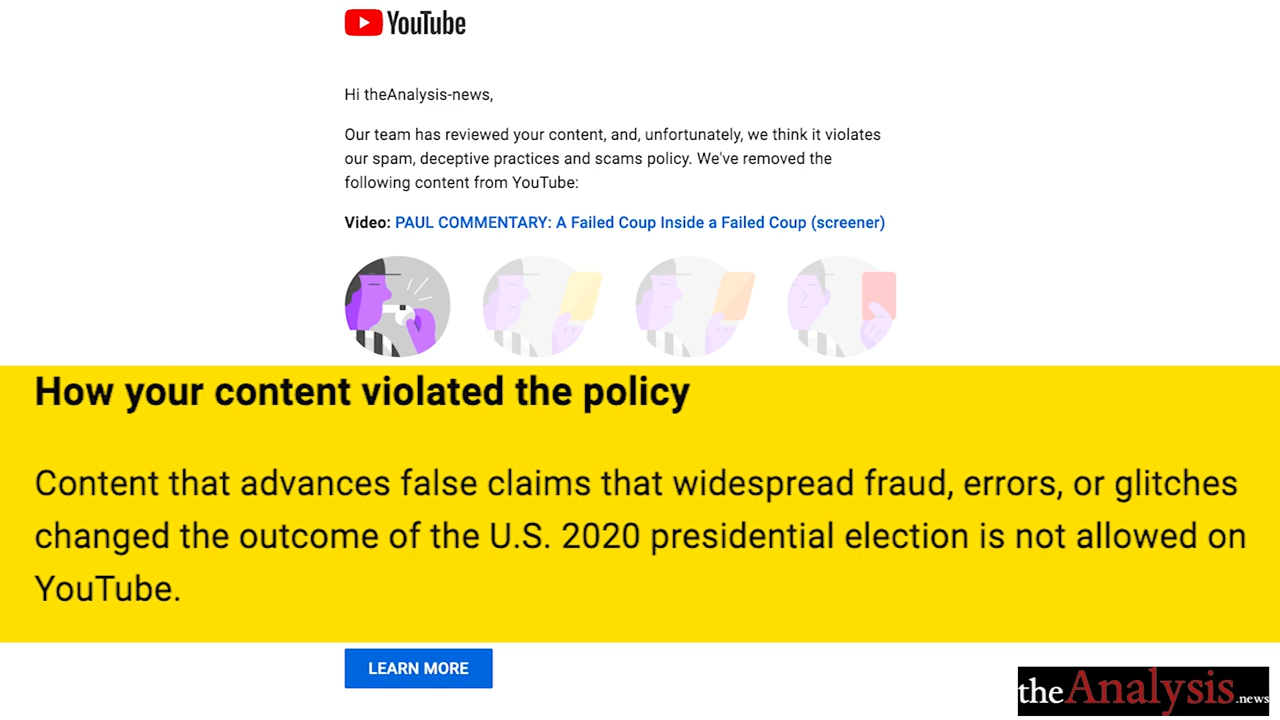 YouTube
Hi theAnalysis-news,
Our team has reviewed your content, and, unfortunately, we think it violates
our spam, deceptive practices and scams policy. We've removed the
following content from YouTube:
Video: PAUL COMMENTARY: A Failed Coup Inside a Failed Coup (screener)
How your content violated the policy
Content that advances false claims that widespread fraud, errors, or glitches
changed the outcome of the U.S. 2020 presidential election is not allowed on
YouTube.
LEARN MORE
theAnalysis.news